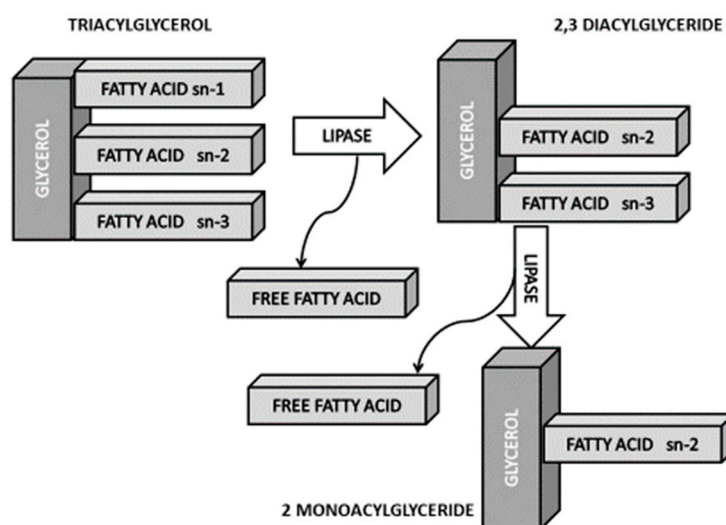 TRIACYLGLYCEROL
2,3 DIACYLGLYCERIDE
GLYCEROL
FATTY ACID sn-1
FATTY ACID sn-2
FATTY ACID sn-3
LIPASE
GLYCEROL
FATTY ACID sn-2
FATTY ACID sn-3
FREE FATTY ACID
LIPASE
FREE FATTY ACID
GLYCEROL
FATTY ACID sn-2
2 MONOACYLGLYCERIDE